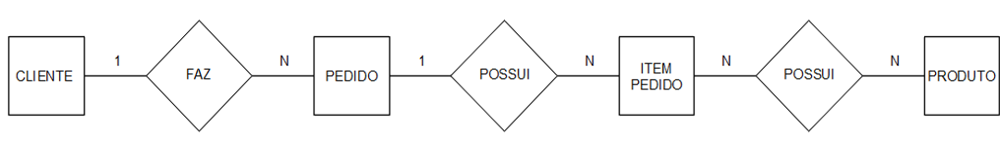 CLIENTE
1
FAZ
N
PEDIDO
1
POSSUI
N
ITEM
PEDIDO
N
POSSUI
N
PRODUTO